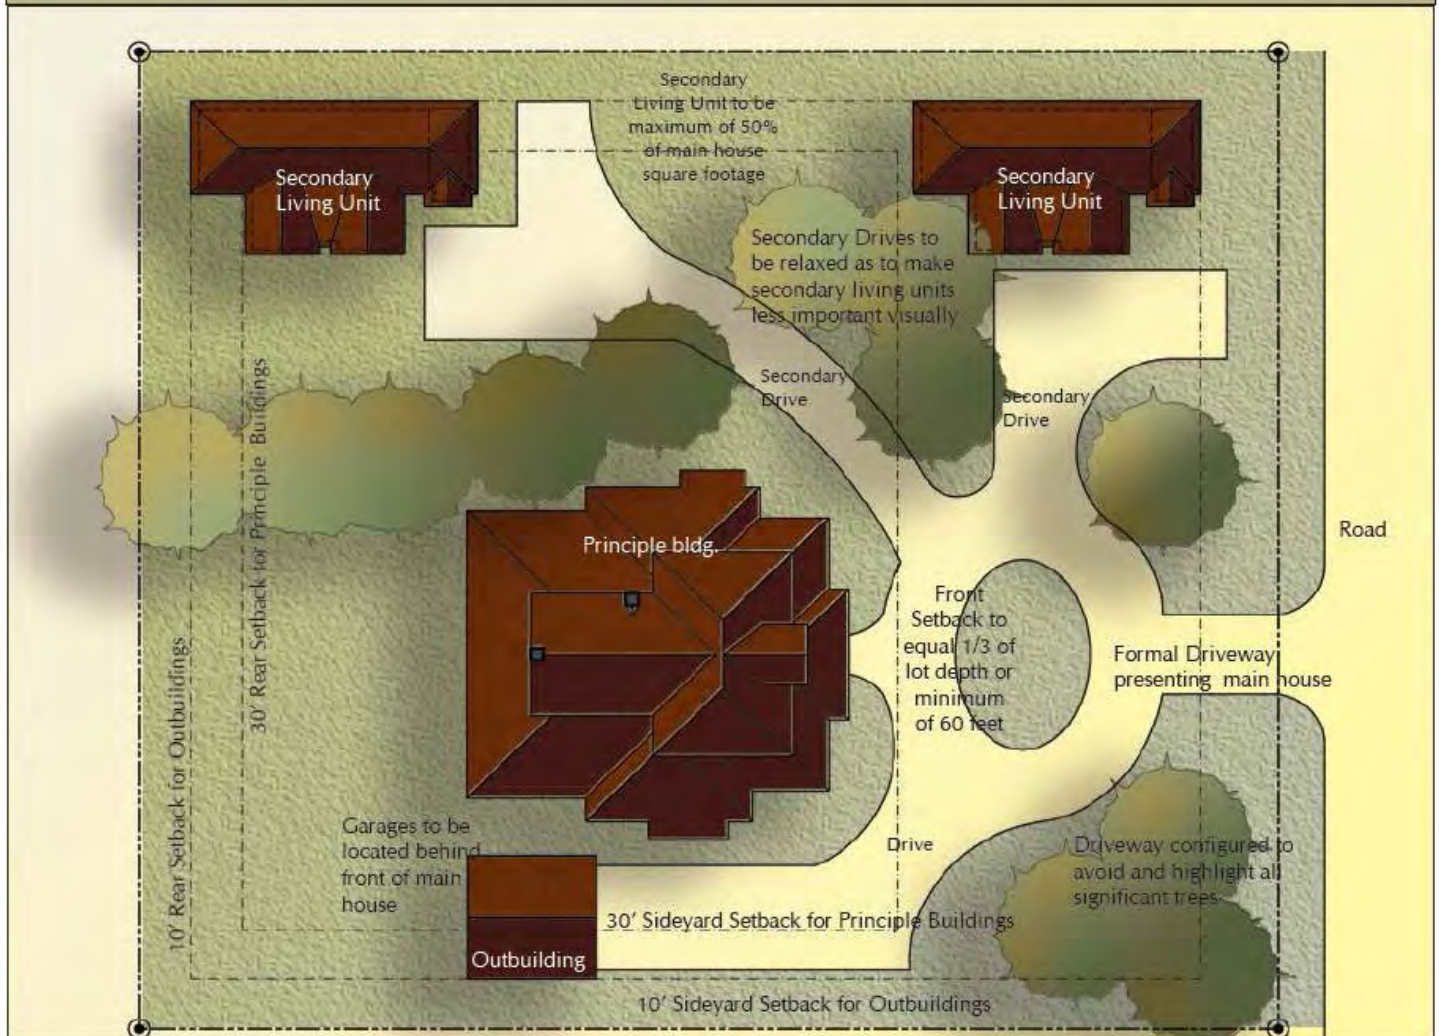 Secondary
Living Unit to be
maximum of 50%
of main house
square footage
Secondary
Living Unit
Secondary
Living Unit
Secondary Drives to
be relaxed as to make
secondary living units
less important visually
Secondary
Drive
Secondary
Drive
30' Rear Setback for Principle Buildings
10' Rear Setback for Outbuildings
Principle bldg.
Road
Front
Setback to
equal 1/3 of
lot depth or
minimum
of 60 feet
Formal Driveway
presenting main house
Garages to be
located behind
front of main
house
Drive
Driveway configured to
avoid and highlight all
significant trees
30' Sideyard Setback for Principle Buildings
Outbuilding
10' Sideyard Setback for Outbuildings